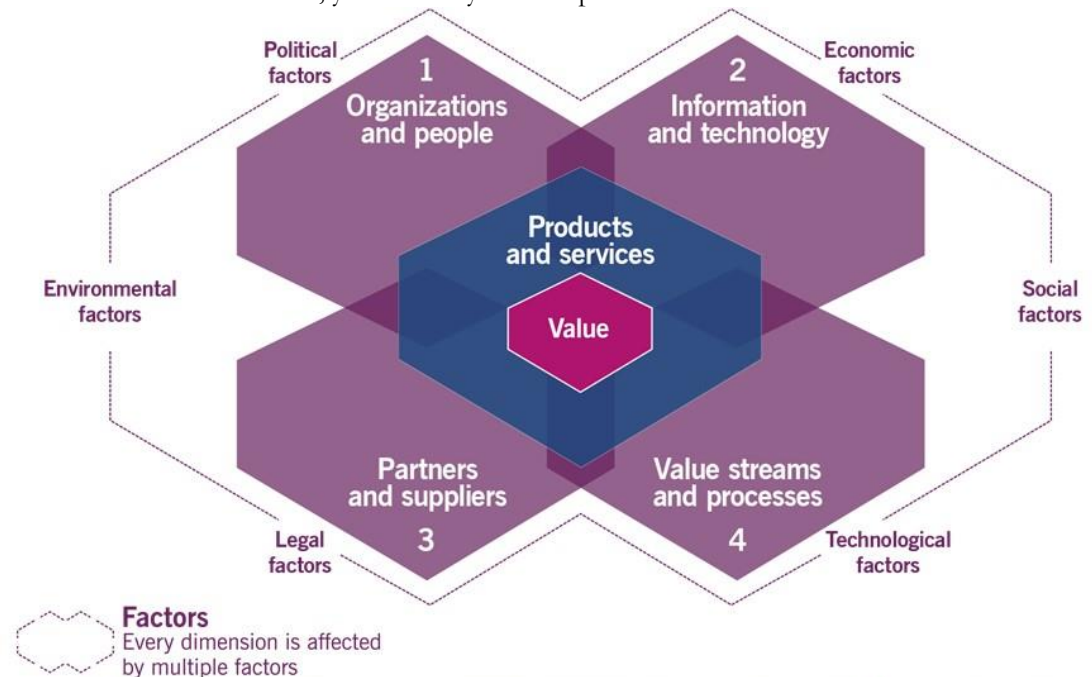 Political
factors
1
Organizations
and people
2
Information
and technology
Economic
factors
Products
and services
Value
Environmental
factors
Social
factors
Partners
and suppliers
3
Value streams
and processes
4
Legal
factors
Technological
factors
Factors
Every dimension is affected
by multiple factors